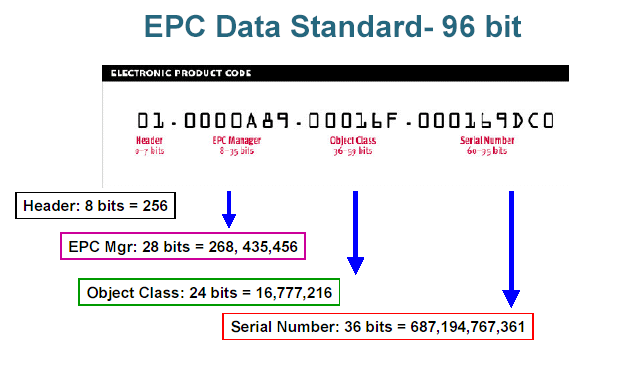 EPC Data Standard- 96 bit
ELECTRONIC PRODUCT CODE
01.0000A89.00016F.000169DC0
Header EPC Manager Object Class Serial Number
0-7 bits 8-35 bits 36-59 bits 60-95 bits
Header: 8 bits = 256
EPC Mgr: 28 bits = 268, 435,456
Object Class: 24 bits = 16,777,216
Serial Number: 36 bits = 687,194,767,361